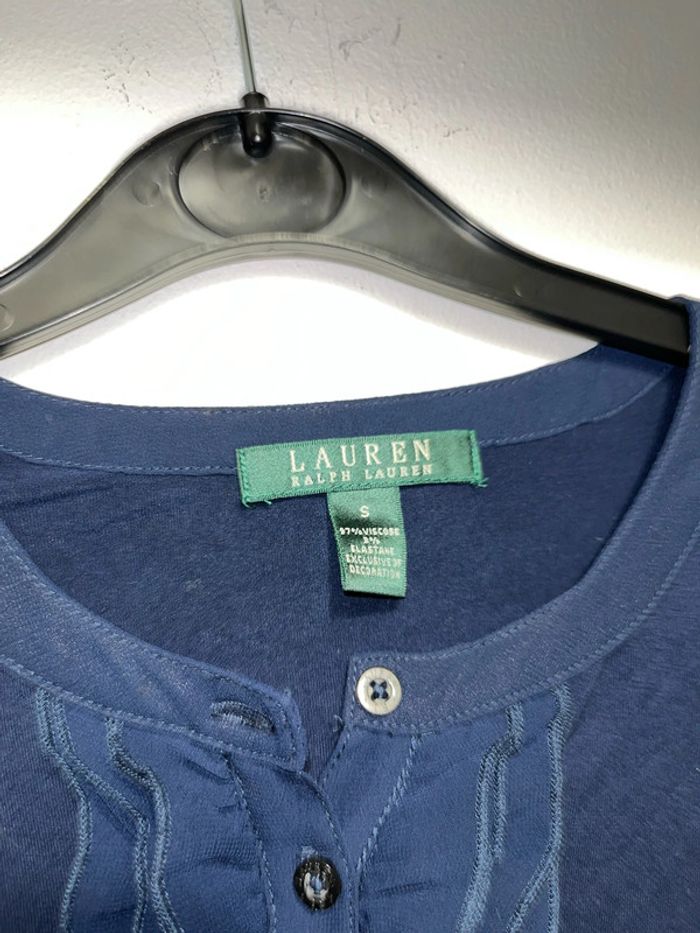 LAUREN
RALPH LAUREN
S
97%VISCOSE
3%
ELASTANE
EXCLUSIVE OF
DECORATION